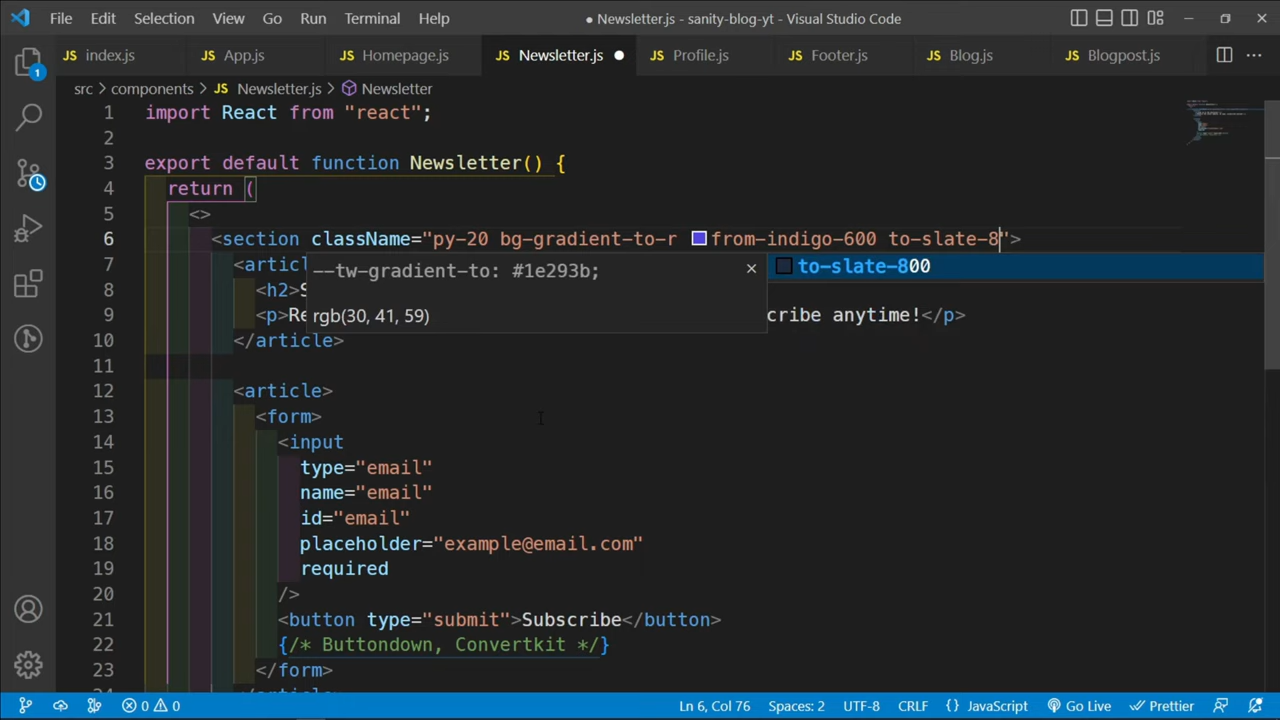 File Edit Selection View Go Run Terminal Help ● Newsletter.js - sanity-blog-yt - Visual Studio Code
JS index.js JS App.js JS Homepage.js JS Newsletter.js ● JS Profile.js JS Footer.js JS Blog.js JS Blogpost.js
src > components > JS Newsletter.js > Newsletter
1 import React from "react";
2
3 export default function Newsletter() {
4 return (
5 <>
6 <section className="py-20 bg-gradient-to-r from-indigo-600 to-slate-8">
7 <artic
--tw-gradient-to: #1e293b;
to-slate-800
8 <h2>S
9 <p>Re
rgb(30, 41, 59)
cribe anytime!</p>
10 </article>
11
12 <article>
13 <form>
14 <input
15 type="email"
16 name="email"
17 id="email"
18 placeholder="example@email.com"
19 required
20 />
21 <button type="submit">Subscribe</button>
22 {/* Buttondown, Convertkit */}
23 </form>
1
0 0 Ln 6, Col 76 Spaces: 2 UTF-8 CRLF {} JavaScript Go Live Prettier